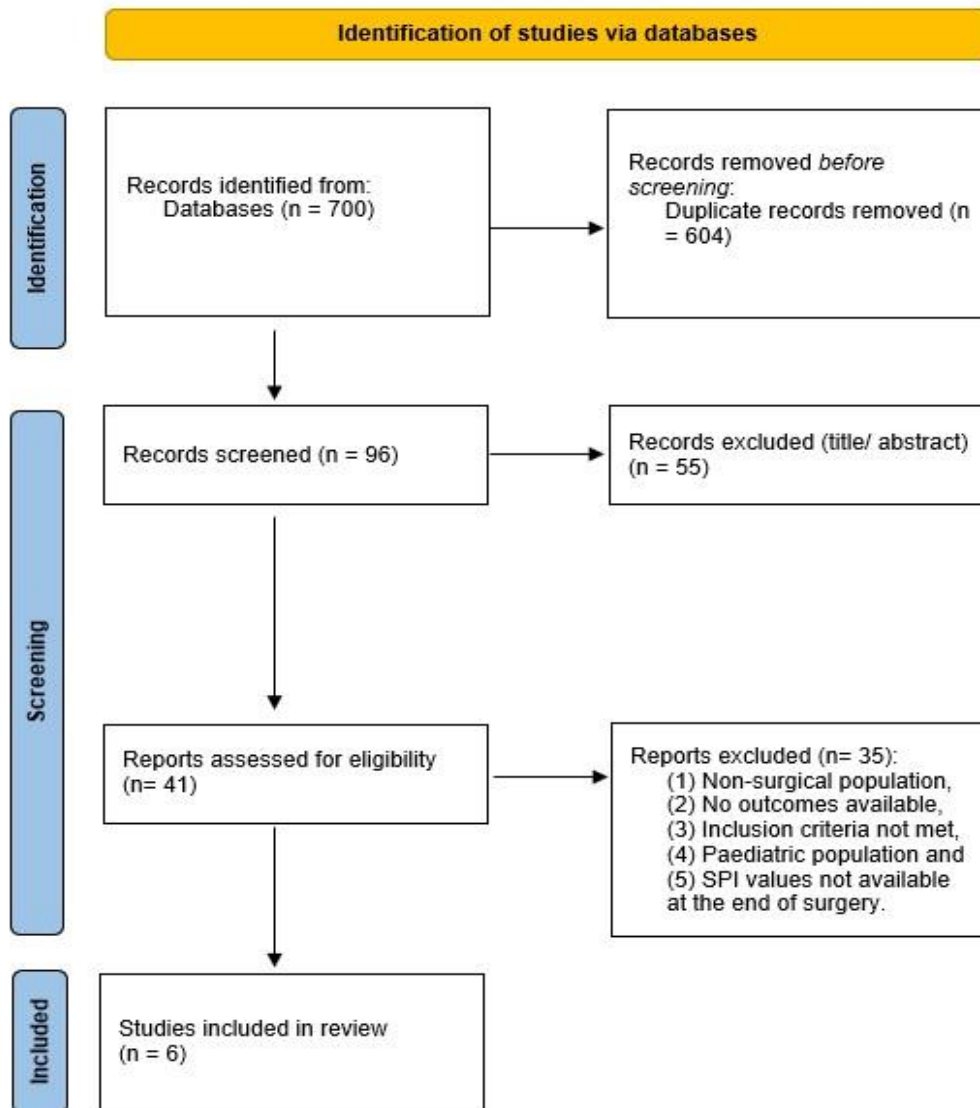 Identification of studies via databases
Identification
Records identified from:
Databases (n = 700)
Records removed before
screening:
Duplicate records removed (n
= 604)
Screening
Records screened (n = 96)
Records excluded (title/ abstract)
(n = 55)
Reports assessed for eligibility
(n= 41)
Reports excluded (n= 35):
(1) Non-surgical population,
(2) No outcomes available,
(3) Inclusion criteria not met,
(4) Paediatric population and
(5) SPI values not available
at the end of surgery.
Included
Studies included in review
(n = 6)